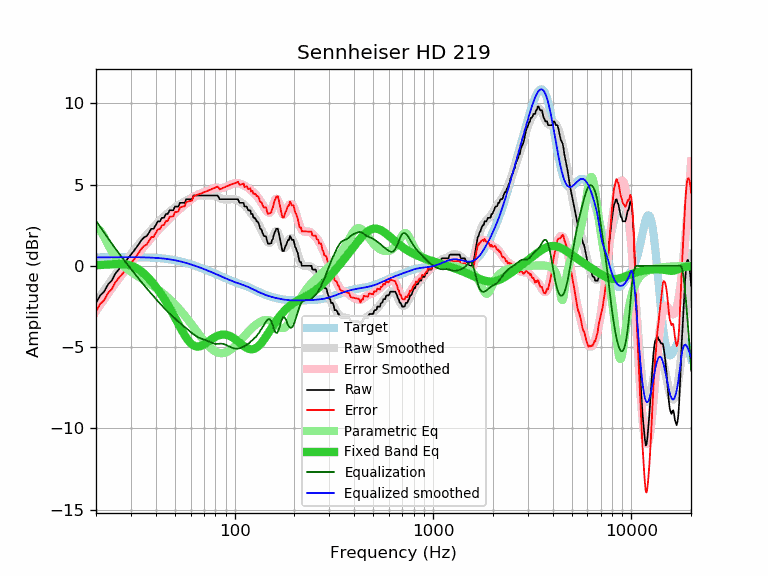 Sennheiser HD 219
10
5
0
−5
−10
−15
Amplitude (dBr)
Target
Raw Smoothed
Error Smoothed
Raw
Error
Parametric Eq
Fixed Band Eq
Equalization
Equalized smoothed
100
1000
10000
Frequency (Hz)